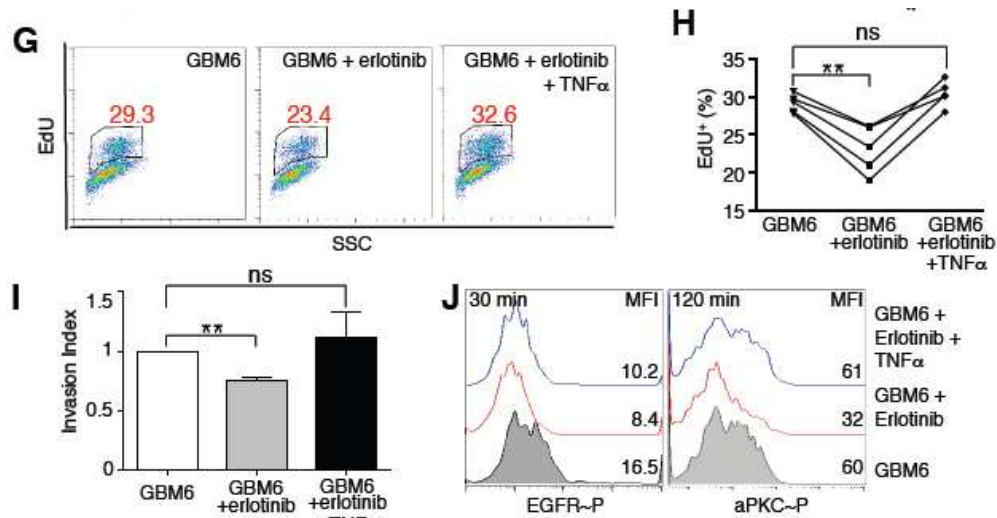 G
GBM6
GBM6 + erlotinib
GBM6 + erlotinib
+ TNFα
29.3
23.4
32.6
EdU
SSC
H
ns
**
35
30
25
20
15
EdU⁺ (%)
GBM6
GBM6
+erlotinib
GBM6
+erlotinib
+TNFα
I
ns
**
1.5
1
0.5
0
Invasion Index
GBM6
GBM6
+erlotinib
GBM6
+erlotinib
J
30 min
MFI
120 min
MFI
10.2
8.4
16.5
61
32
60
GBM6 +
Erlotinib +
TNFα
GBM6 +
Erlotinib
GBM6
EGFR~P
aPKC~P